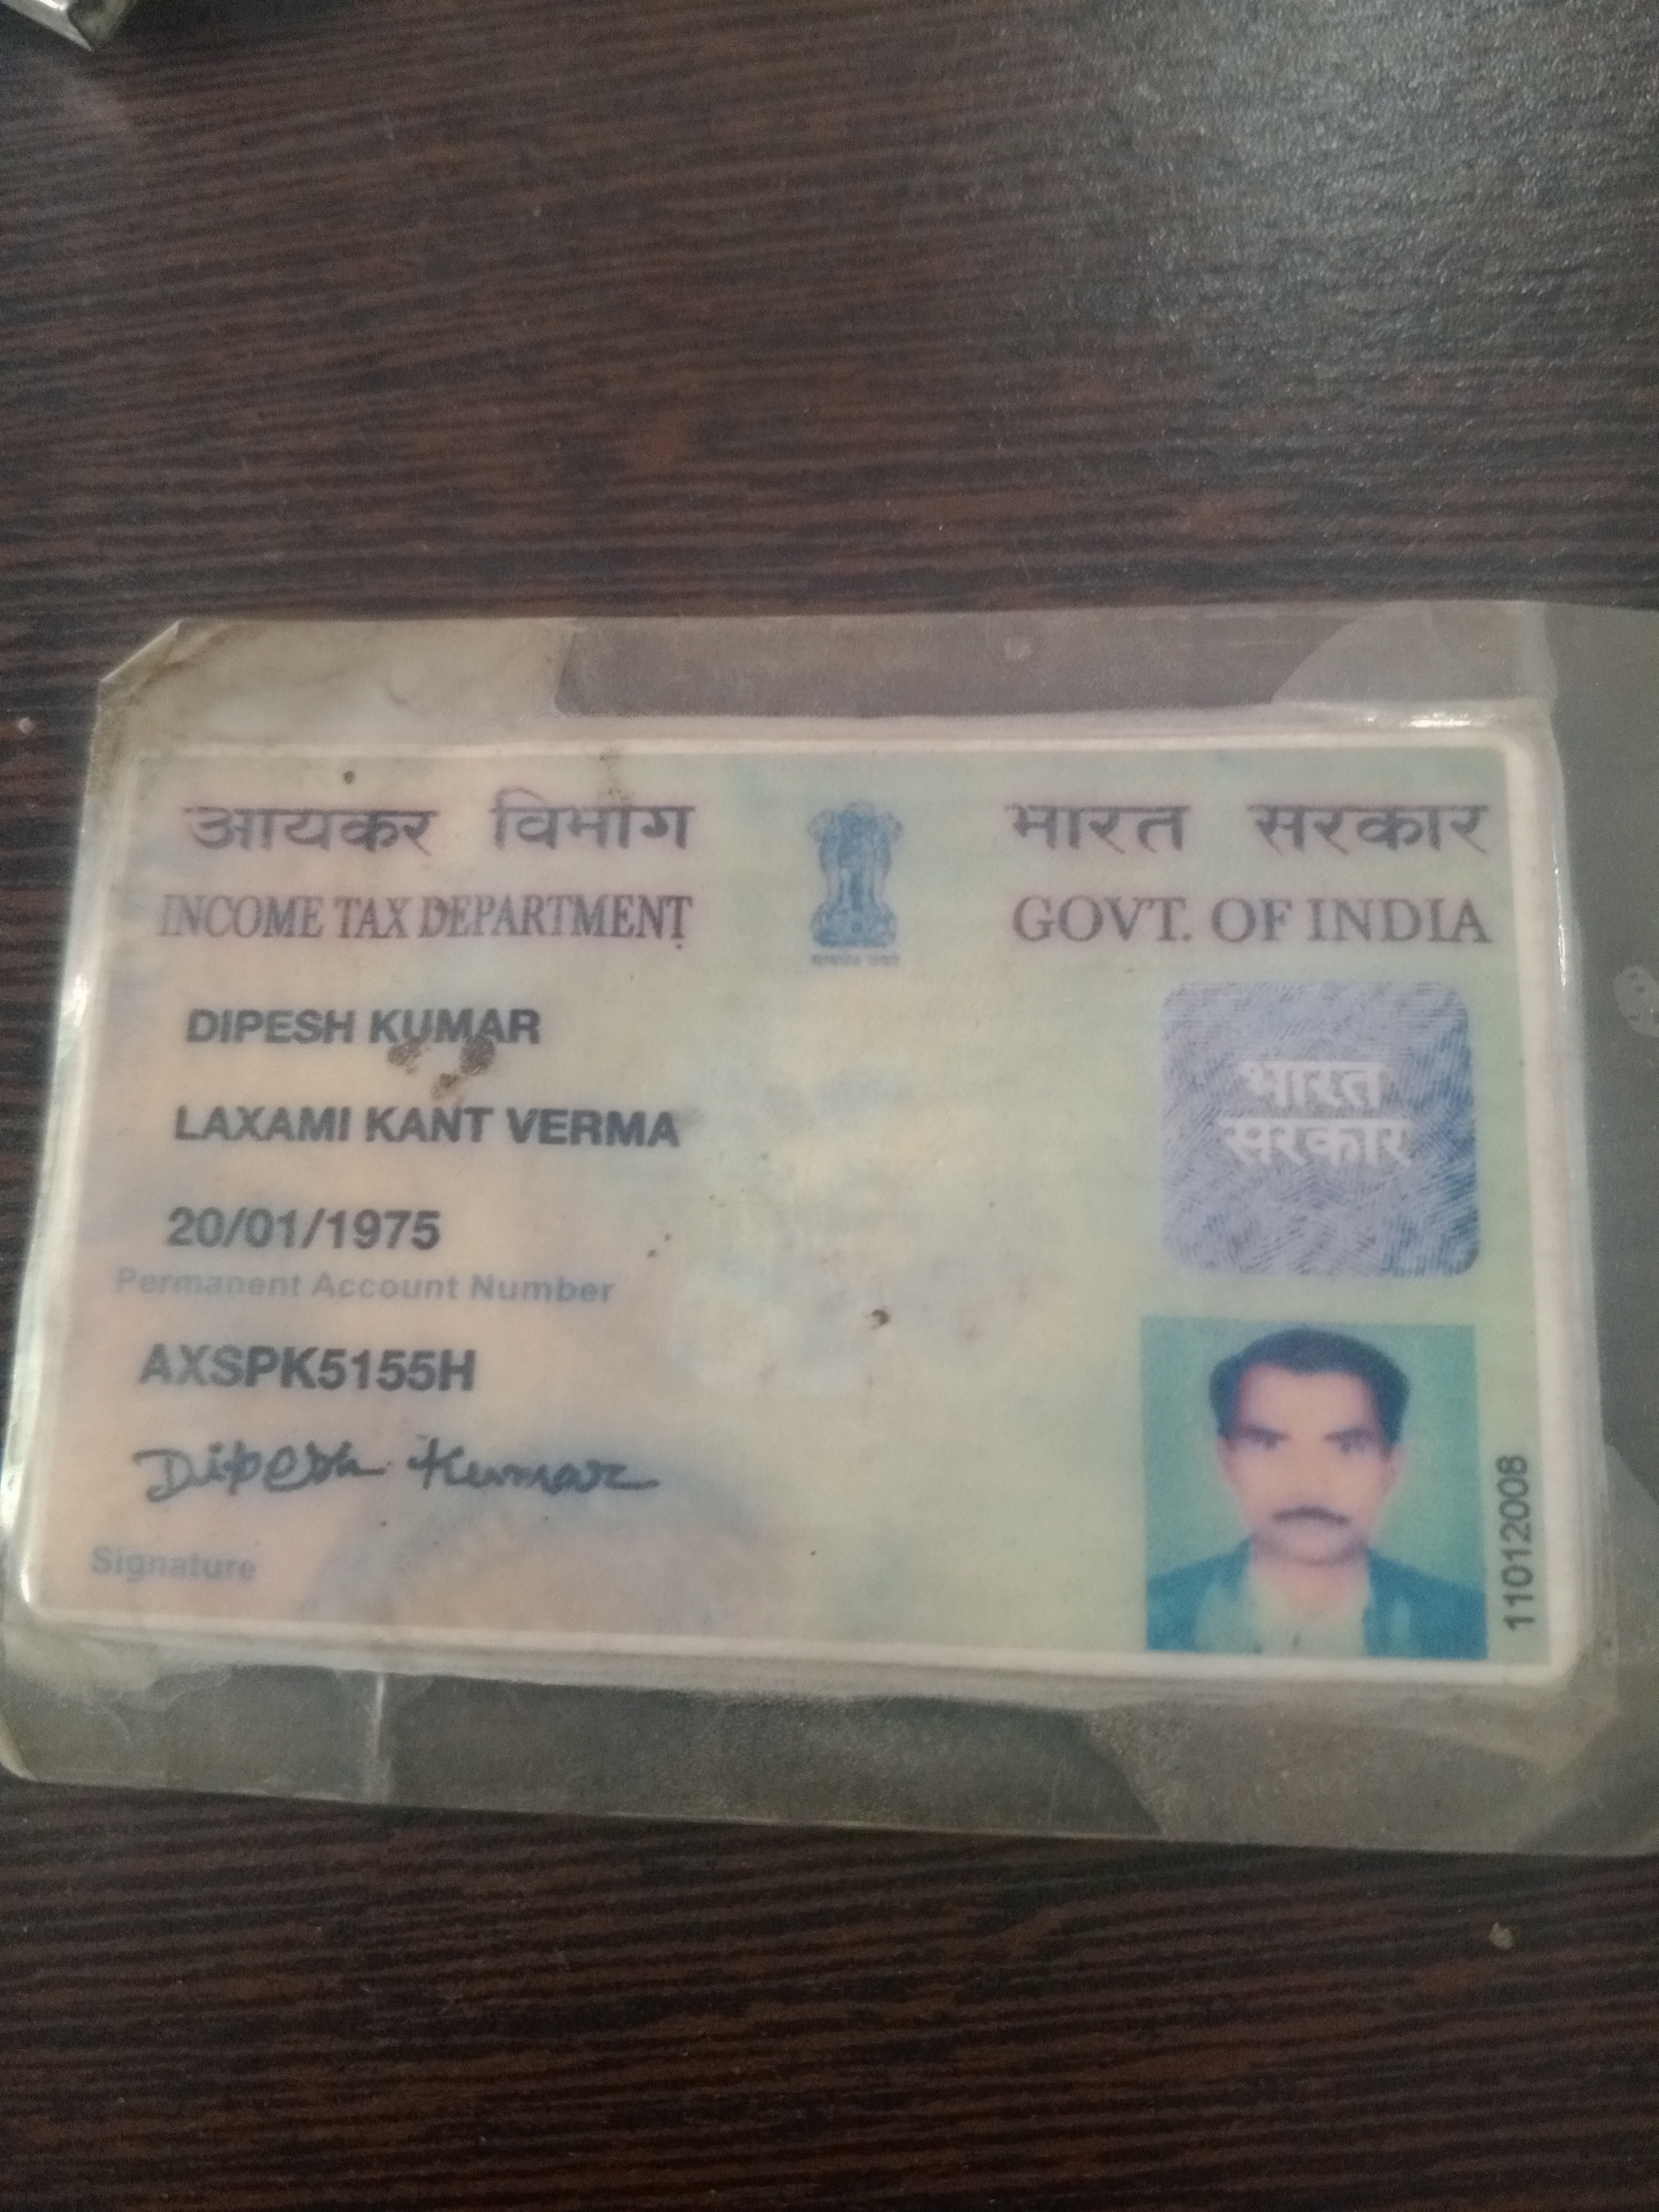 आयकर विभाग
भारत सरकार
INCOME TAX DEPARTMENT
GOVT. OF INDIA
DIPESH KUMAR
LAXAMI KANT VERMA
20/01/1975
Permanent Account Number
AXSPK5155H
Dipesh Kumar
Signature
भारत
सरकार
11012008